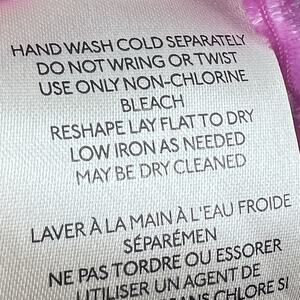 HAND WASH COLD SEPARATELY
DO NOT WRING OR TWIST
USE ONLY NON-CHLORINE
BLEACH
RESHAPE LAY FLAT TO DRY
LOW IRON AS NEEDED
MAY BE DRY CLEANED
LAVER À LA MAIN À L'EAU FROIDE
SÉPARÉMEN
NE PAS TORDRE OU ESSORER
UTILISER UN AGENT DE
CHLORE SI